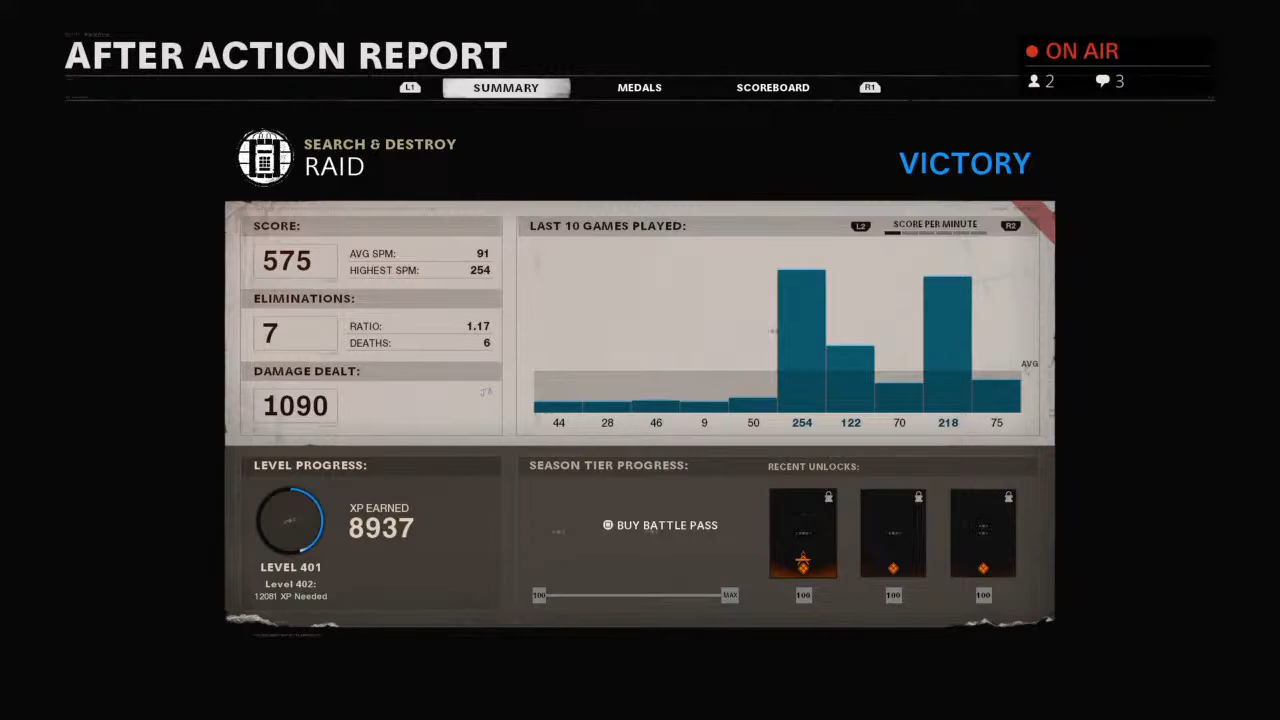 AFTER ACTION REPORT
ON AIR
2 3
L1 SUMMARY MEDALS SCOREBOARD R1
SEARCH & DESTROY
RAID
VICTORY
SCORE:
575
AVG SPM: 91
HIGHEST SPM: 254
ELIMINATIONS:
7
RATIO: 1.17
DEATHS: 6
DAMAGE DEALT:
1090
LAST 10 GAMES PLAYED:
L2 SCORE PER MINUTE R2
AVG
44 28 46 9 50 254 122 70 218 75
LEVEL PROGRESS:
XP EARNED
8937
LEVEL 401
Level 402:
12081 XP Needed
SEASON TIER PROGRESS:
BUY BATTLE PASS
100 MAX
RECENT UNLOCKS:
100 100 100